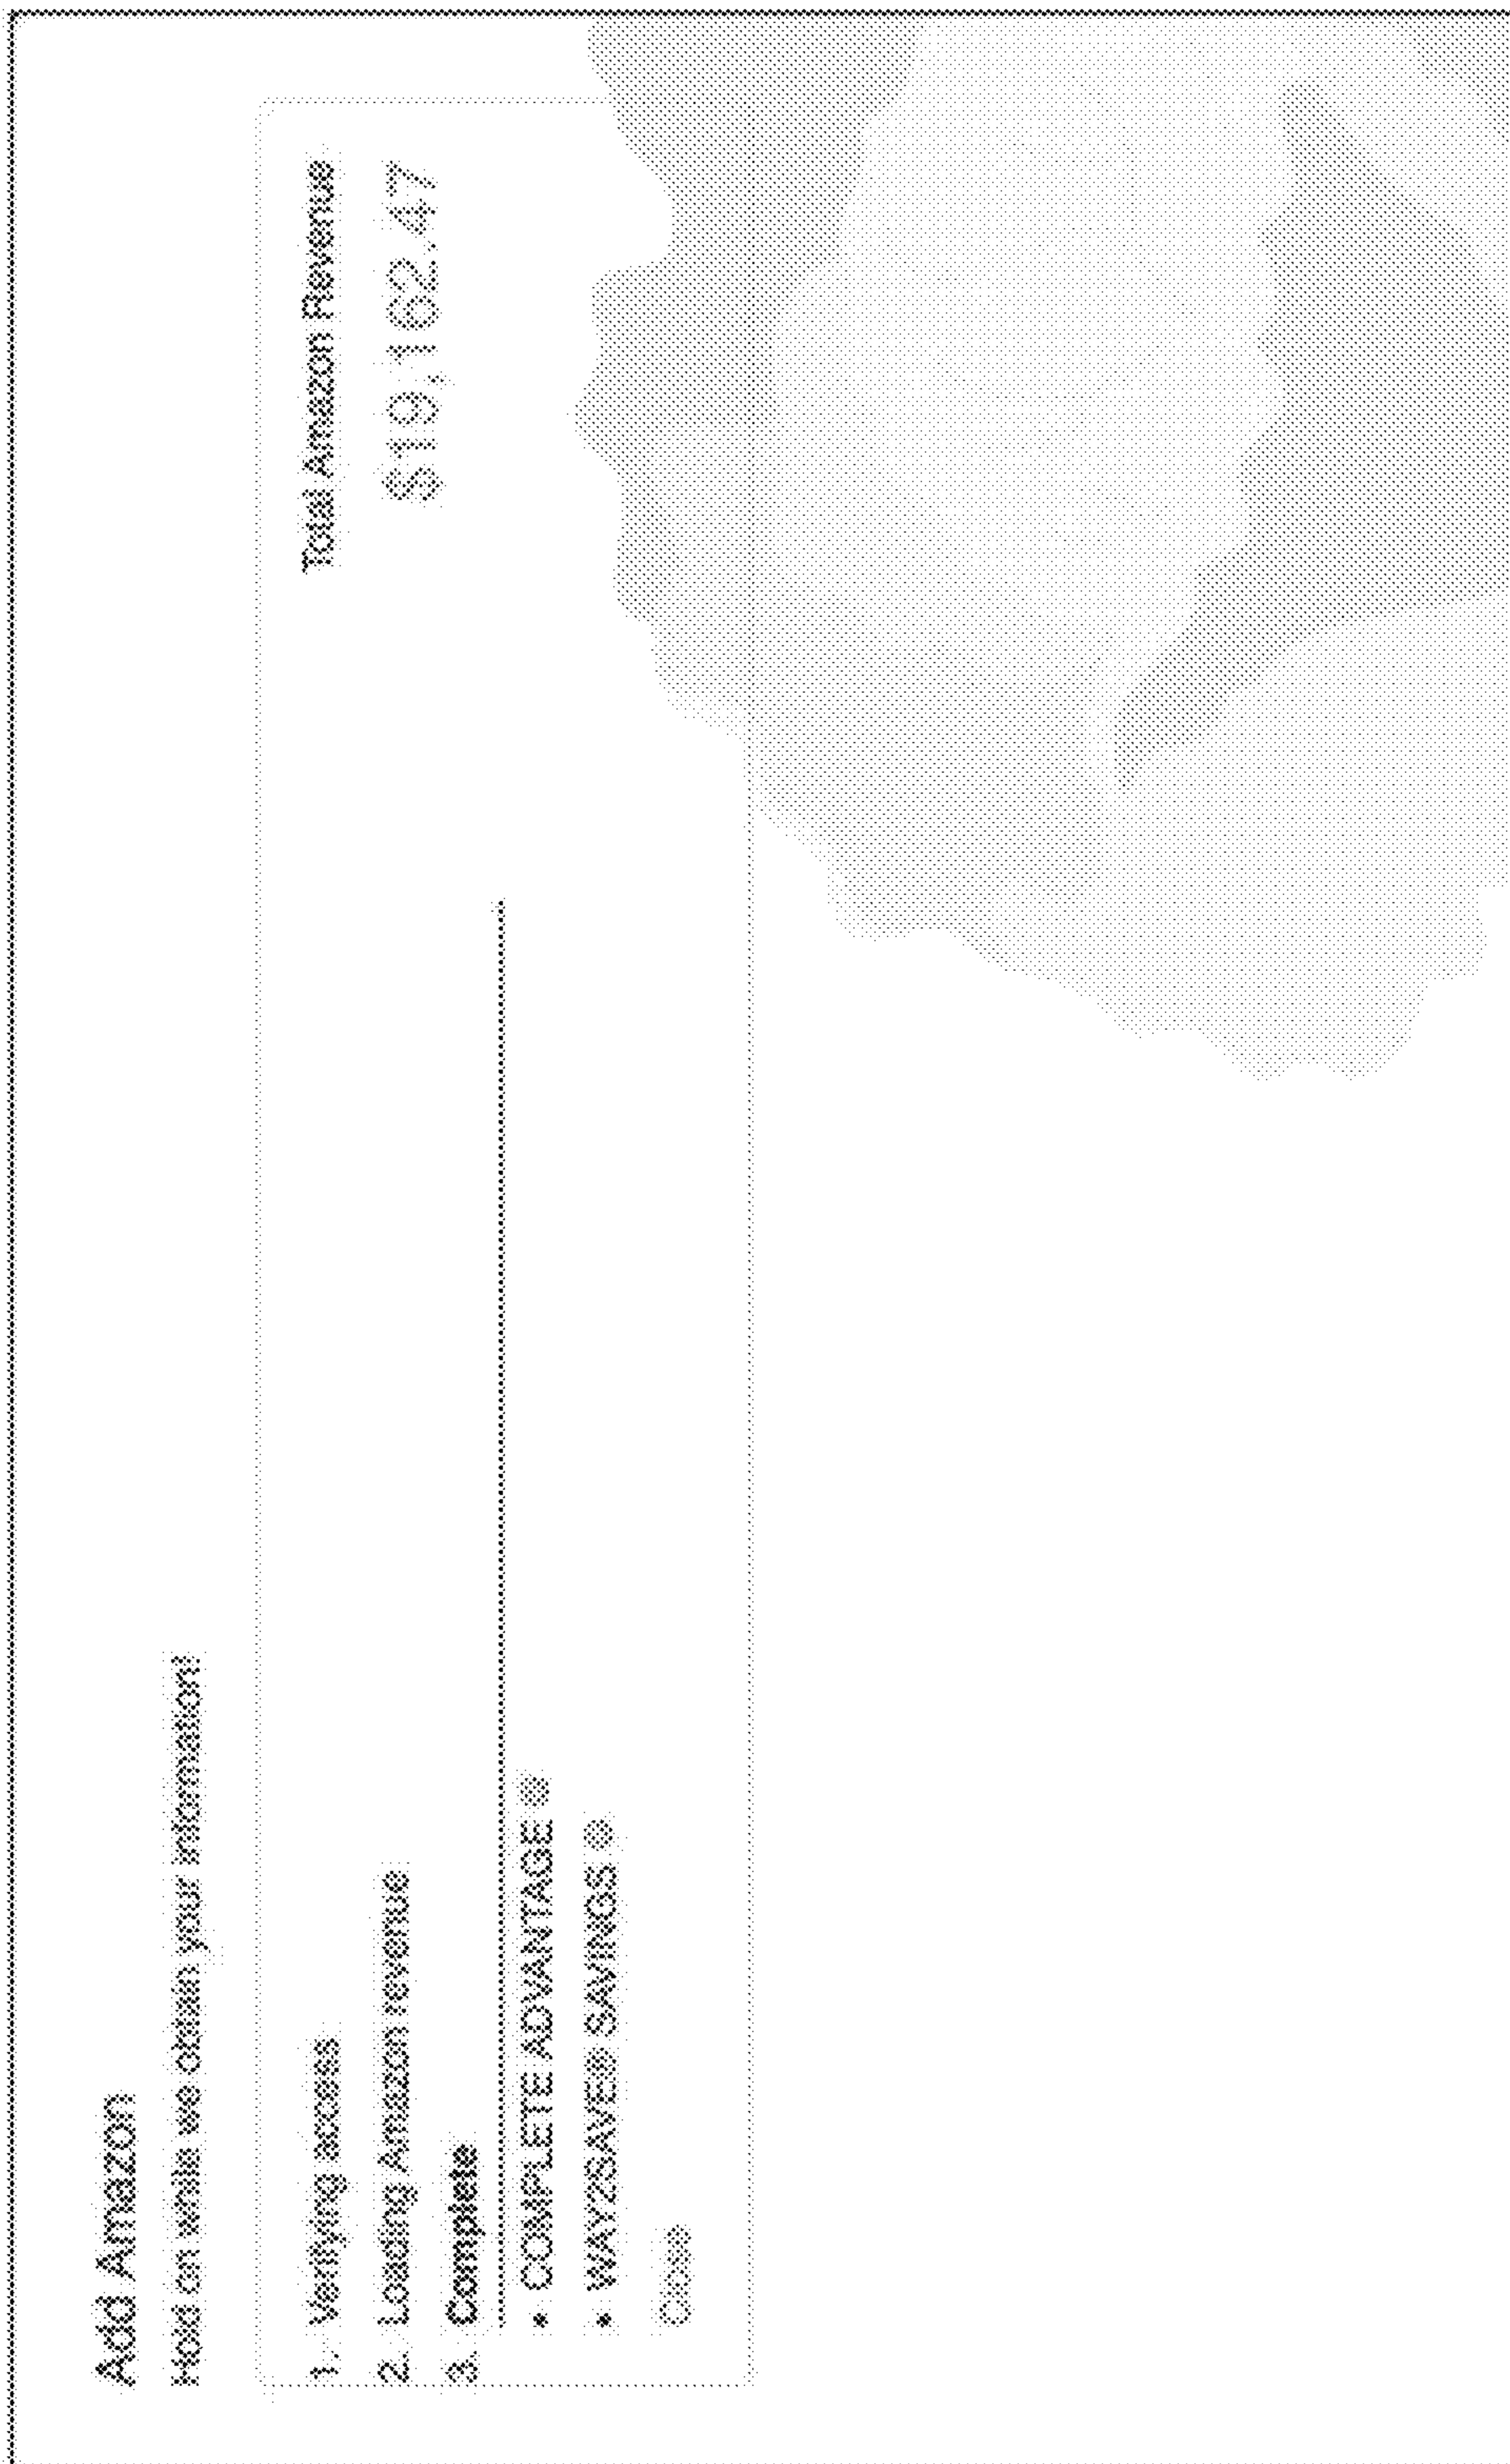 Add Amazon
Hold on while we obtain your information!
1. Verifying access
2. Loading Amazon revenue
3. Complete
• COMPLETE ADVANTAGE ®
• WAY2SAVE® SAVINGS ®
Close
Total Amazon Revenue
$19,162.47